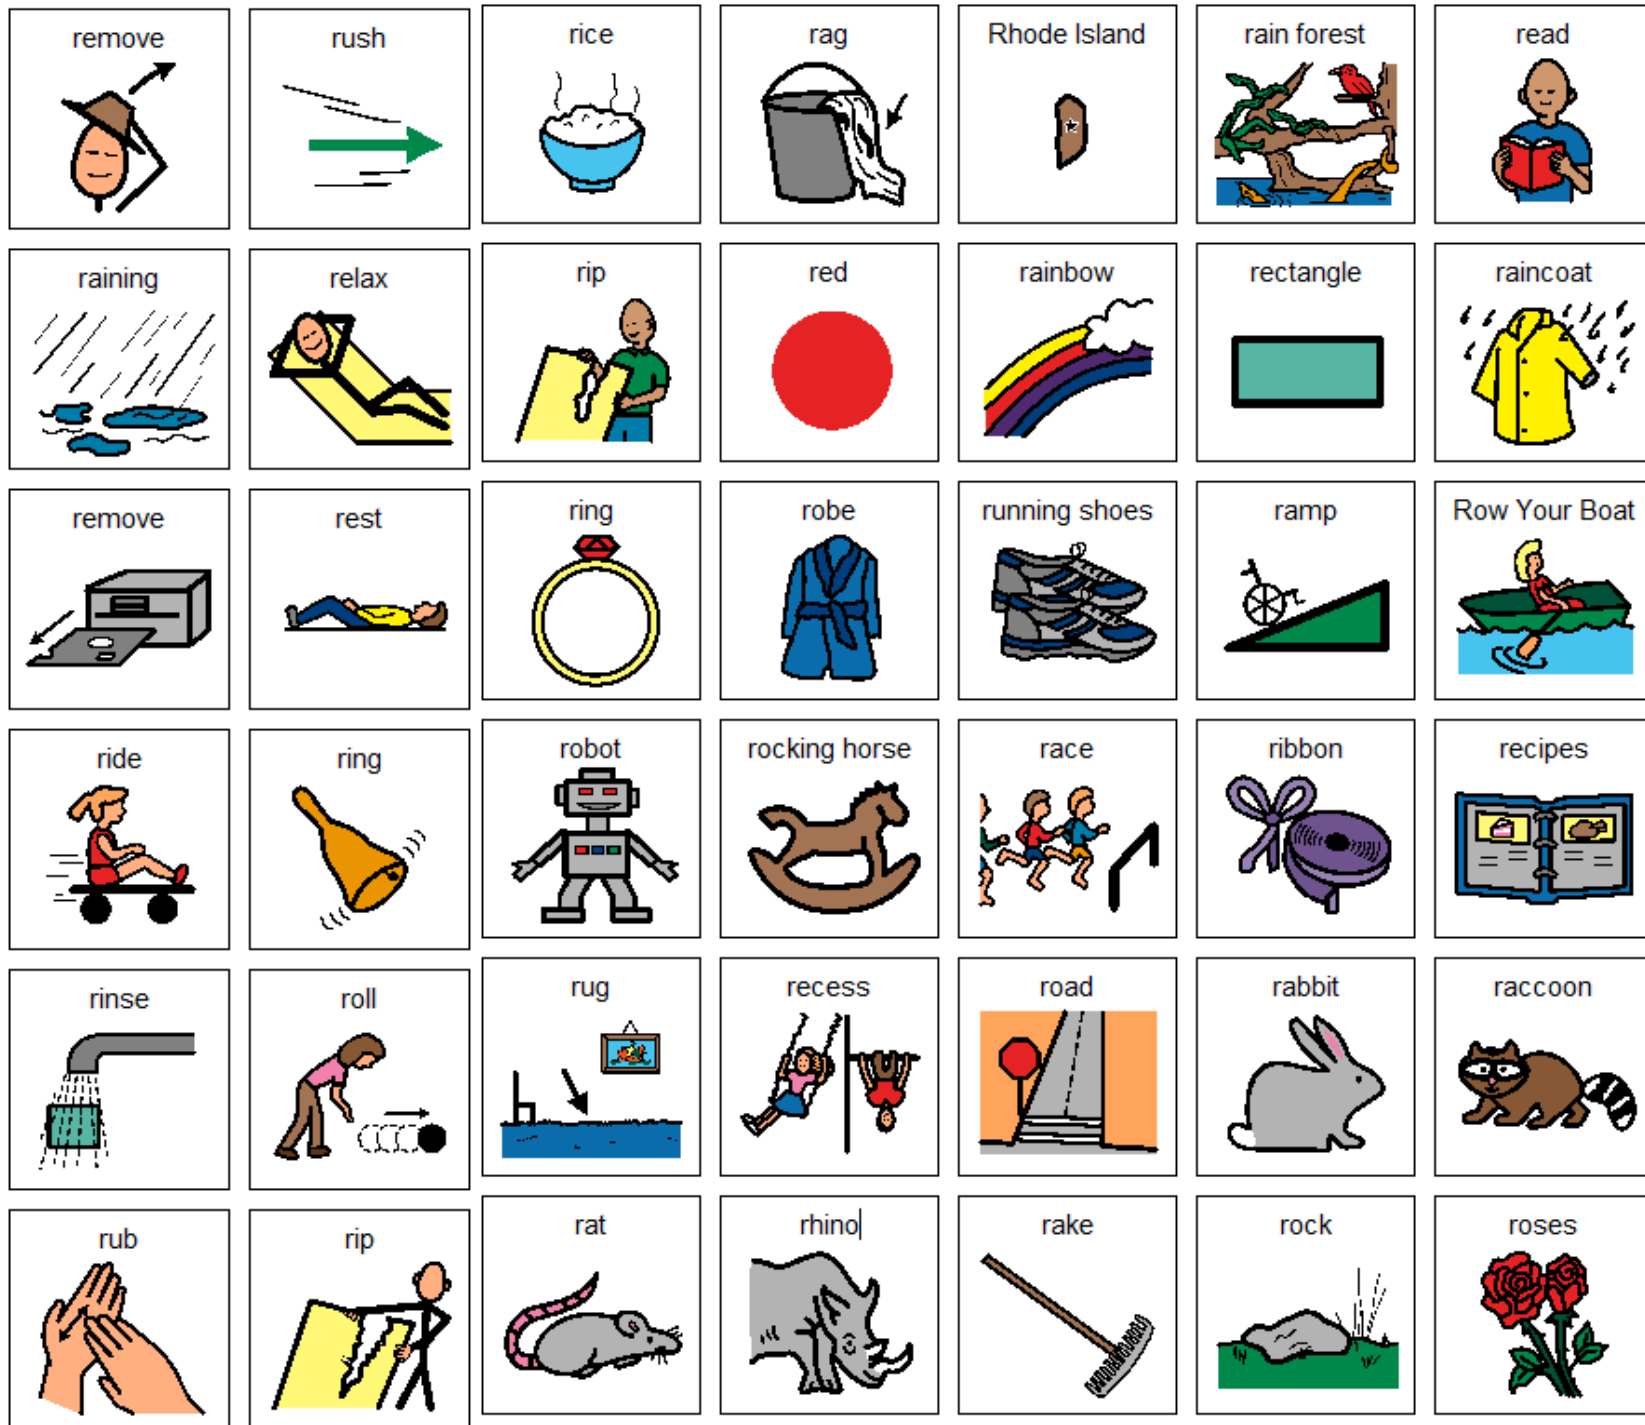 remove
rush
rice
rag
Rhode Island
rain forest
read
raining
relax
rip
red
rainbow
rectangle
raincoat
remove
rest
ring
robe
running shoes
ramp
Row Your Boat
ride
ring
robot
rocking horse
race
ribbon
recipes
rinse
roll
rug
recess
road
rabbit
raccoon
rub
rip
rat
rhino
rake
rock
roses